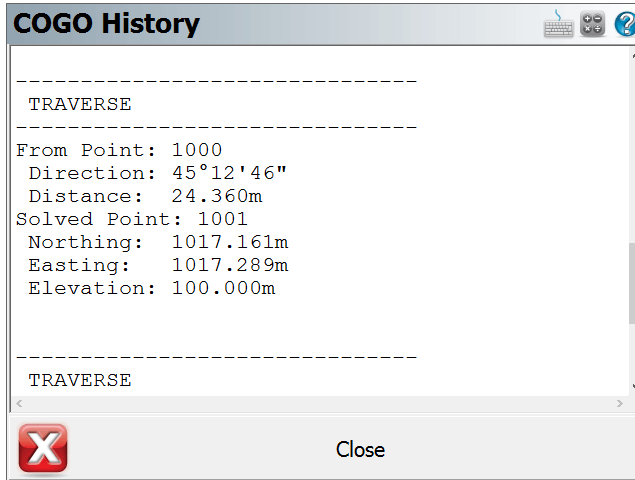 COGO History
-------------------------------
TRAVERSE
-------------------------------
From Point: 1000
Direction: 45°12'46"
Distance: 24.360m
Solved Point: 1001
Northing: 1017.161m
Easting: 1017.289m
Elevation: 100.000m
-------------------------------
TRAVERSE
Close